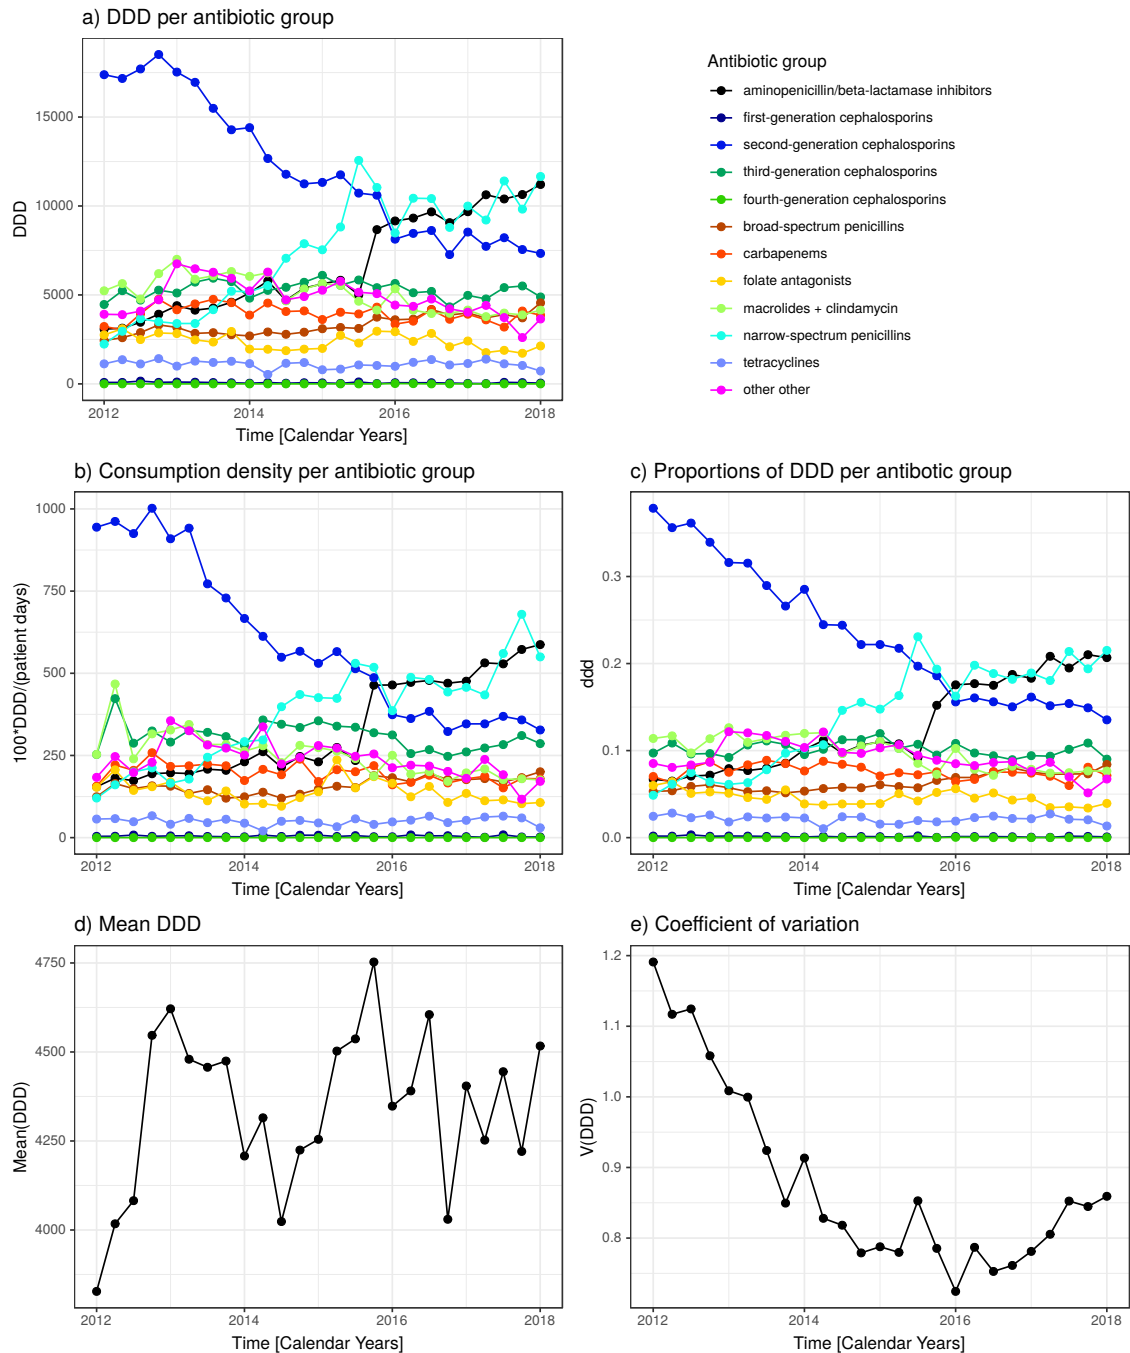 a) DDD per antibiotic group
DDD
15000
10000
5000
0
2012
2014
2016
2018
Time [Calendar Years]
Antibiotic group
aminopenicillin/beta-lactamase inhibitors
first-generation cephalosporins
second-generation cephalosporins
third-generation cephalosporins
fourth-generation cephalosporins
broad-spectrum penicillins
carbapenems
folate antagonists
macrolides + clindamycin
narrow-spectrum penicillins
tetracyclines
other other
b) Consumption density per antibiotic group
100*DDD/(patient days)
1000
750
500
250
0
2012
2014
2016
2018
Time [Calendar Years]
c) Proportions of DDD per antibotic group
ddd
0.3
0.2
0.1
0.0
2012
2014
2016
2018
Time [Calendar Years]
d) Mean DDD
Mean(DDD)
4750
4500
4250
4000
2012
2014
2016
2018
Time [Calendar Years]
e) Coefficient of variation
V(DDD)
1.2
1.1
1.0
0.9
0.8
2012
2014
2016
2018
Time [Calendar Years]